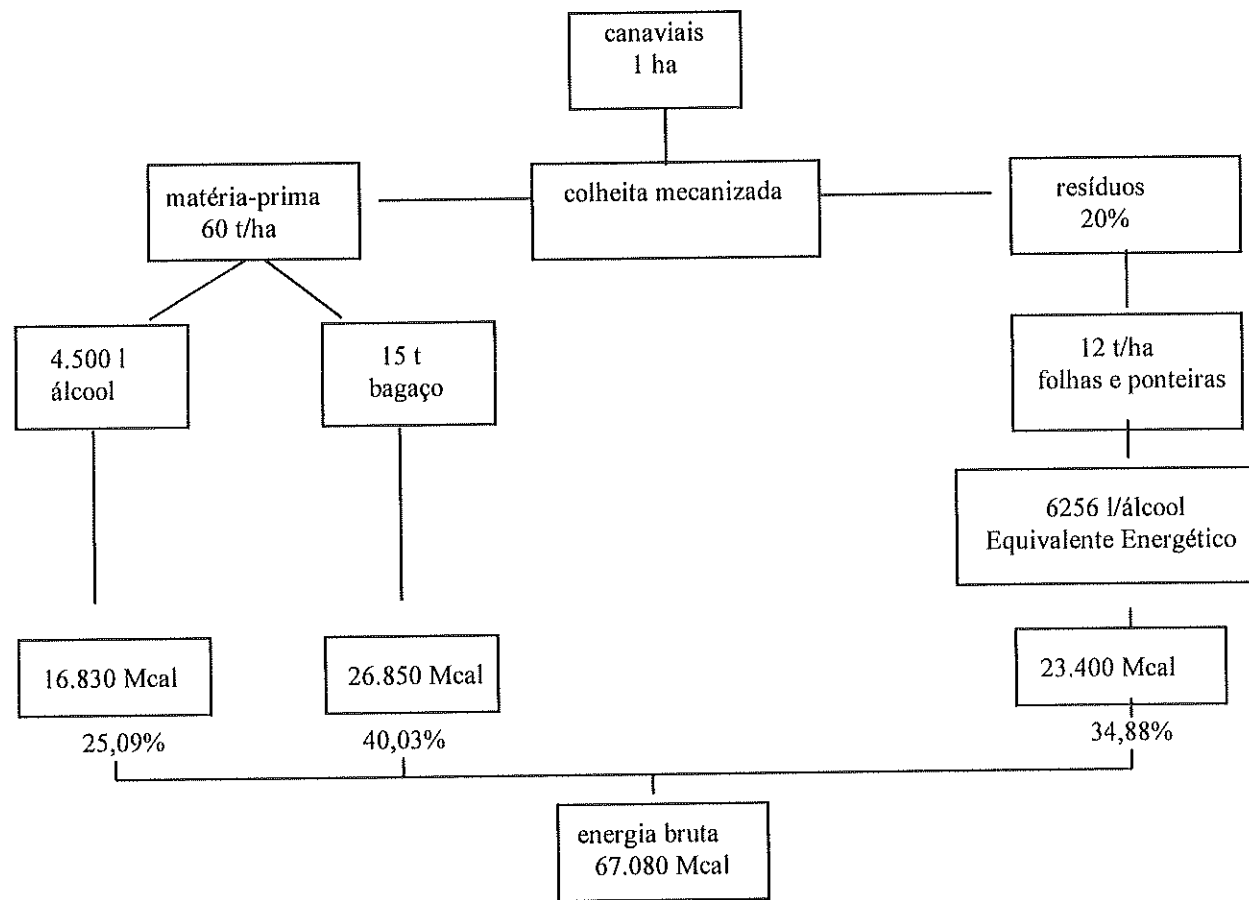 canaviais
1 ha
matéria-prima
60 t/ha
colheita mecanizada
resíduos
20%
4.500 l
álcool
15 t
bagaço
12 t/ha
folhas e ponteiras
6256 l/álcool
Equivalente Energético
16.830 Mcal
26.850 Mcal
23.400 Mcal
25,09%
40,03%
34,88%
energia bruta
67.080 Mcal